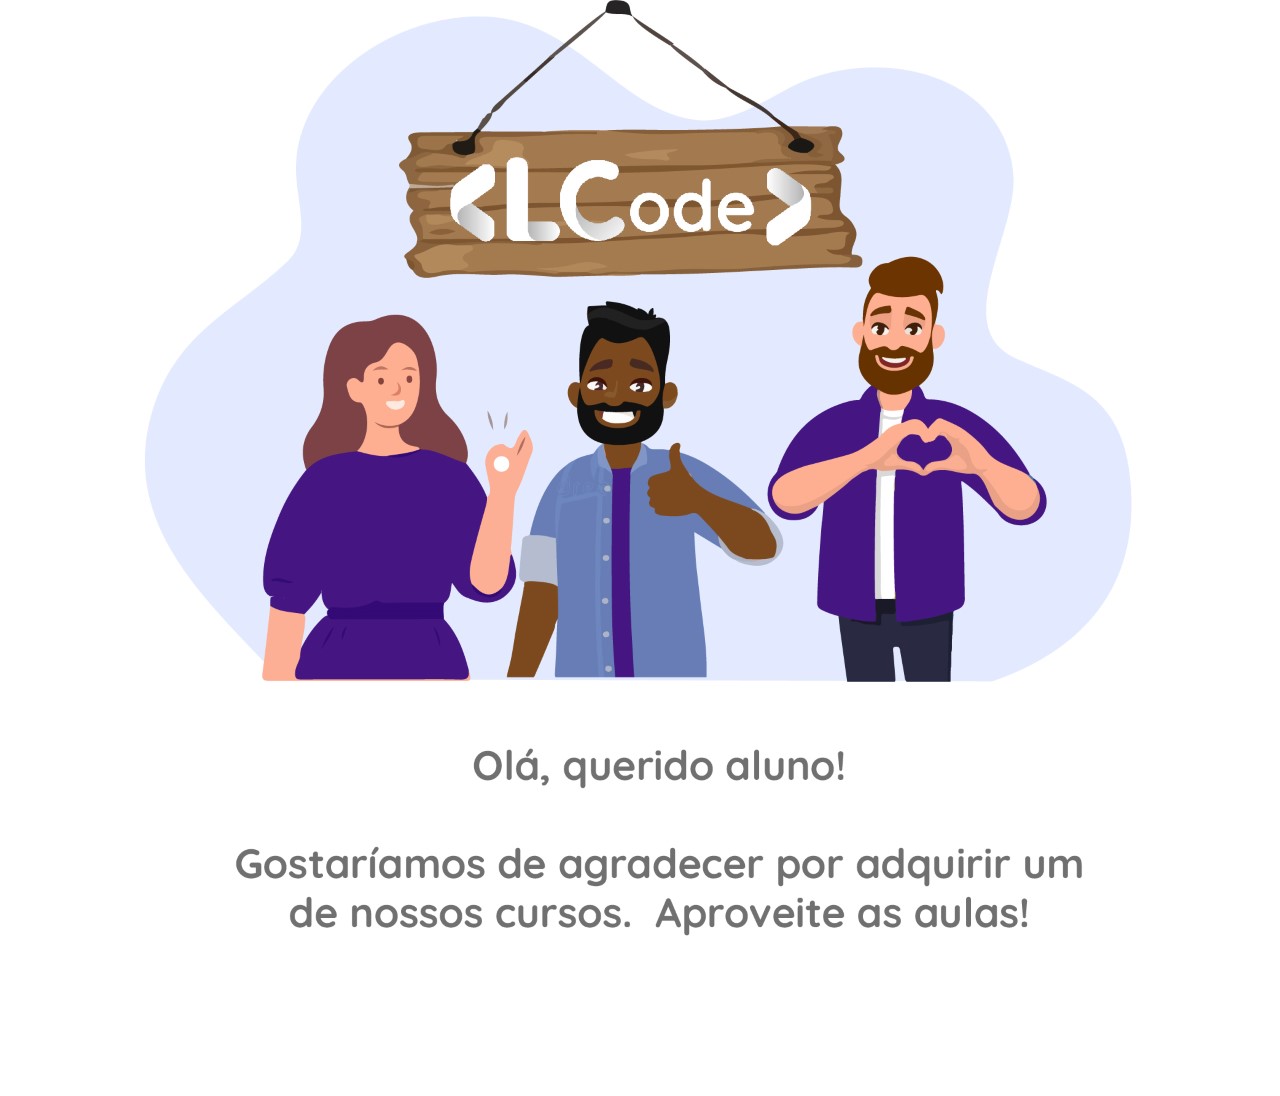 <LCode>
Olá, querido aluno!
Gostaríamos de agradecer por adquirir um
de nossos cursos.  Aproveite as aulas!